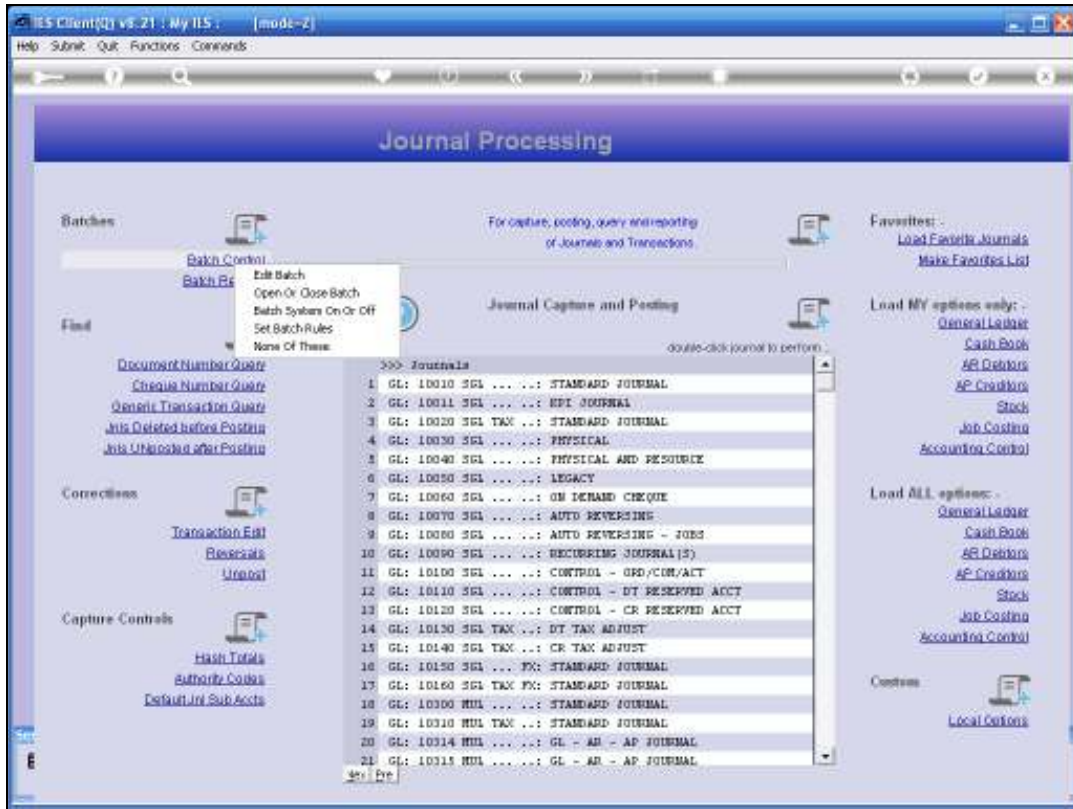 IES Client(Q) v8.21 : My IES : [mode=2]
Help Submit Quit Functions Commands
Journal Processing
Batches
Batch Control
Edit Batch
Open Or Close Batch
Batch System On Or Off
Set Batch Rules
None Of These
Find
Document Number Query
Cheque Number Query
Generic Transaction Query
Jnls Deleted before Posting
Jnls UNposted after Posting
Corrections
Transaction Edit
Reversals
Unpost
Capture Controls
Hash Totals
Authority Codes
Default Jnl Sub Accts
For capture, posting, query and reporting
of Journals and Transactions.
Journal Capture and Posting
double-click journal to perform :
>>> Journals
1 GL: 10010 SGL ... ..: STANDARD JOURNAL
2 GL: 10011 SGL ... ..: KPI JOURNAL
3 GL: 10020 SGL TAX ..: STANDARD JOURNAL
4 GL: 10030 SGL ... ..: PHYSICAL
5 GL: 10040 SGL ... ..: PHYSICAL AND RESOURCE
6 GL: 10050 SGL ... ..: LEGACY
7 GL: 10060 SGL ... ..: ON DEMAND CHEQUE
8 GL: 10070 SGL ... ..: AUTO REVERSING
9 GL: 10080 SGL ... ..: AUTO REVERSING - JOBS
10 GL: 10090 SGL ... ..: RECURRING JOURNAL(S)
11 GL: 10100 SGL ... ..: CONTROL - ORD/COM/ACT
12 GL: 10110 SGL ... ..: CONTROL - DT RESERVED ACCT
13 GL: 10120 SGL ... ..: CONTROL - CR RESERVED ACCT
14 GL: 10130 SGL TAX ..: DT TAX ADJUST
15 GL: 10140 SGL TAX ..: CR TAX ADJUST
16 GL: 10150 SGL ... FX: STANDARD JOURNAL
17 GL: 10160 SGL TAX FX: STANDARD JOURNAL
18 GL: 10300 MUL ... ..: STANDARD JOURNAL
19 GL: 10310 MUL TAX ..: STANDARD JOURNAL
20 GL: 10314 MUL ... ..: GL - AR - AP JOURNAL
21 GL: 10315 MUL ... ..: GL - AR - AP JOURNAL
Nex Pre
Favorites: .
Load Favorite Journals
Make Favorites List
Load MY options only: .
General Ledger
Cash Book
AR Debtors
AP Creditors
Stock
Job Costing
Accounting Control
Load ALL options: .
General Ledger
Cash Book
AR Debtors
AP Creditors
Stock
Job Costing
Accounting Control
Custom
Local Options